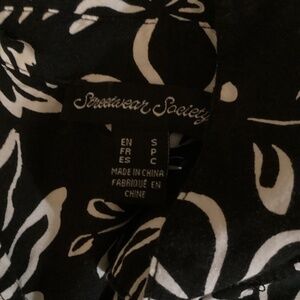 Streetwear Society
EN S
FR P
ES C
MADE IN CHINA
FABRIQUÉ EN
CHINE